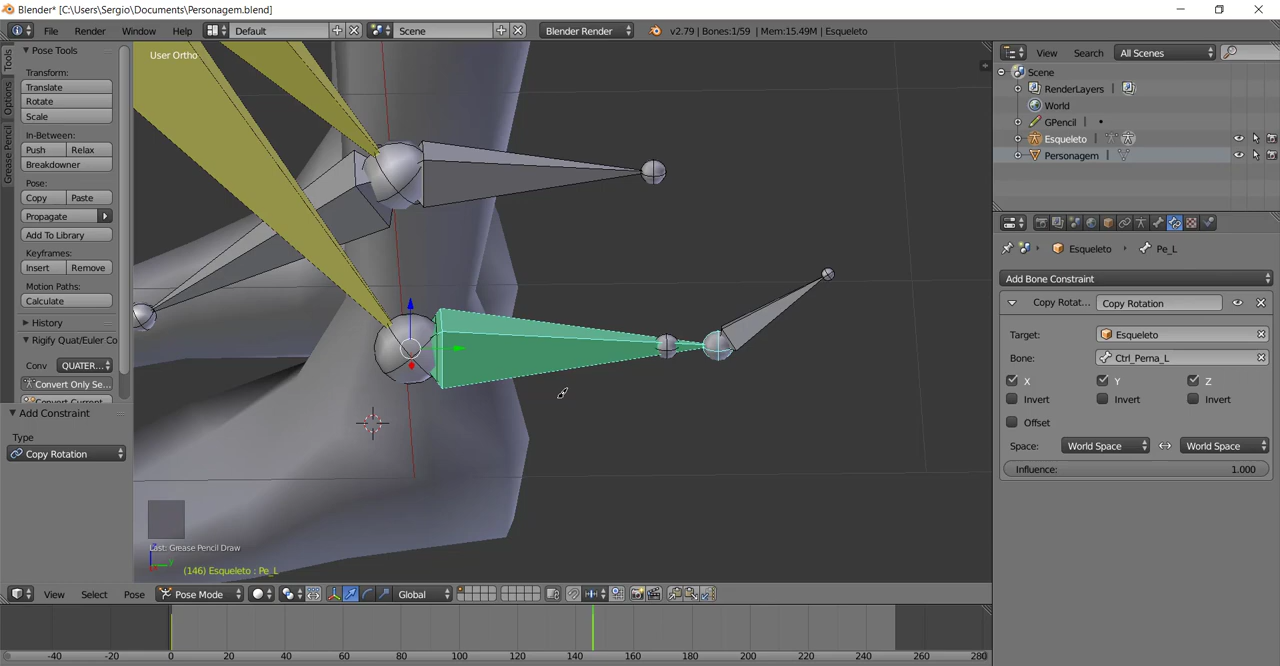 Blender* [C:\Users\Sergio\Documents\Personagem.blend]
File Render Window Help Default Scene Blender Render v2.79 | Bones:1/59 | Mem:15.49M | Esqueleto
Tools
Options
Grease Pencil
Pose Tools
Transform:
Translate
Rotate
Scale
In-Between:
Push Relax
Breakdowner
Pose:
Copy Paste
Propagate
Add To Library
Keyframes:
Insert Remove
Motion Paths:
Calculate
History
Rigify Quat/Euler Co
Conv QUATER...
Convert Only Se...
Convert Current
Add Constraint
Type
Copy Rotation
User Ortho
Last: Grease Pencil Draw
(146) Esqueleto : Pe_L
View Select Pose Pose Mode Global
-40 -20 0 20 40 60 80 100 120 140 160 180 200 220 240 260 280
View Search All Scenes
Scene
RenderLayers
World
GPencil
Esqueleto
Personagem
Esqueleto Pe_L
Add Bone Constraint
Copy Rotat... Copy Rotation
Target: Esqueleto
Bone: Ctrl_Perna_L
X Y Z
Invert Invert Invert
Offset
Space: World Space World Space
Influence: 1.000